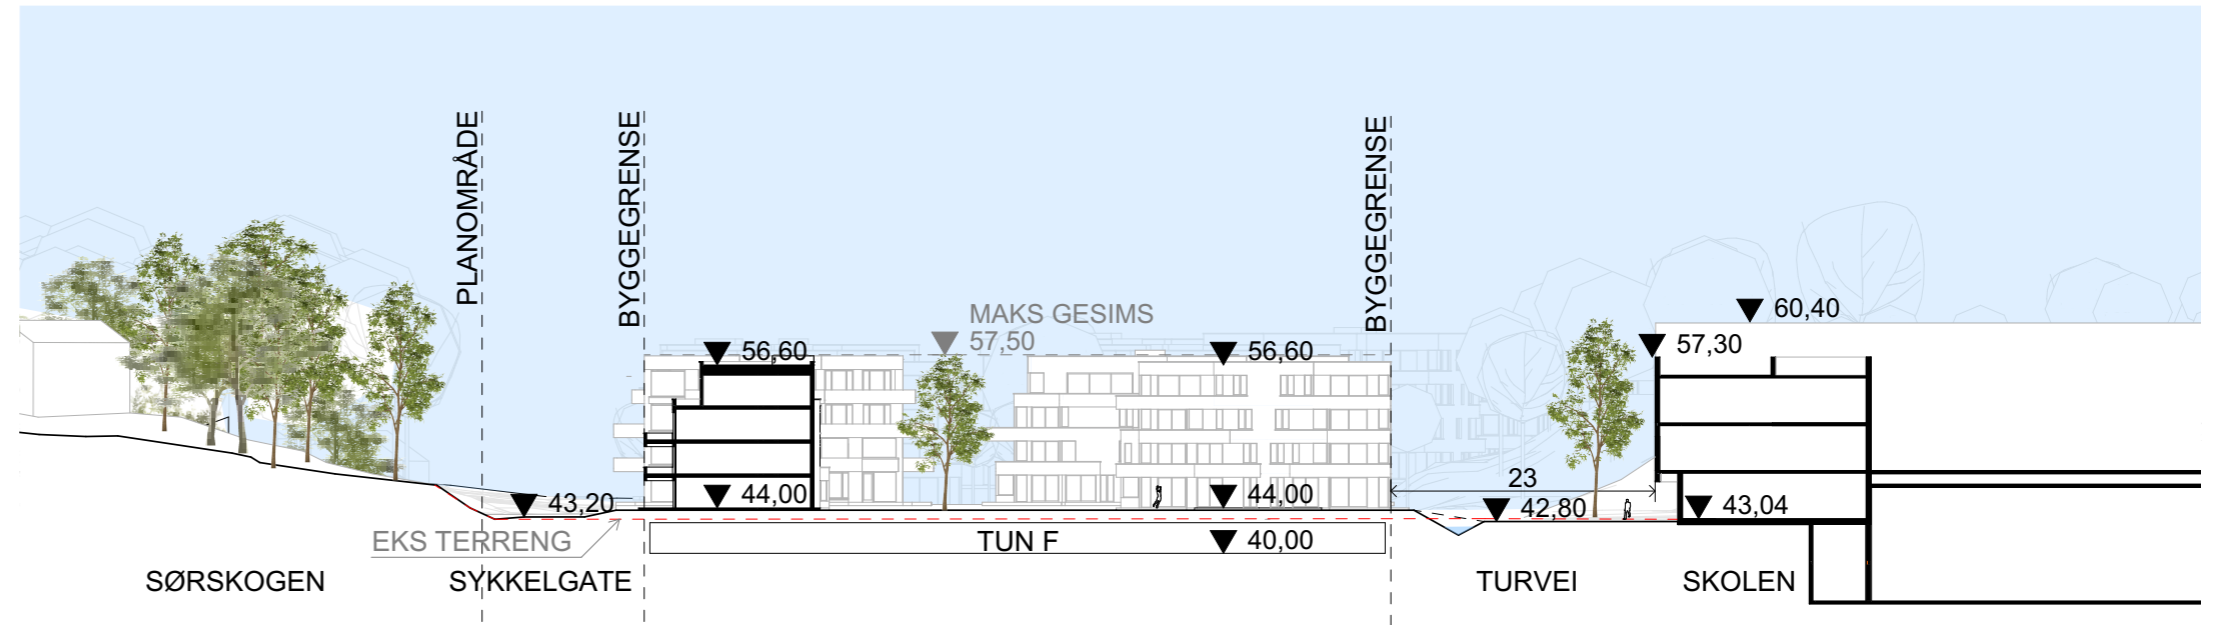 PLANOMRÅDE
BYGGEGRENSE
BYGGEGRENSE
MAKS GESIMS
57,50
60,40
57,30
56,60
56,60
43,20
44,00
44,00
23
42,80
43,04
EKS TERRENG
TUN F
40,00
SØRSKOGEN
SYKKELGATE
TURVEI
SKOLEN